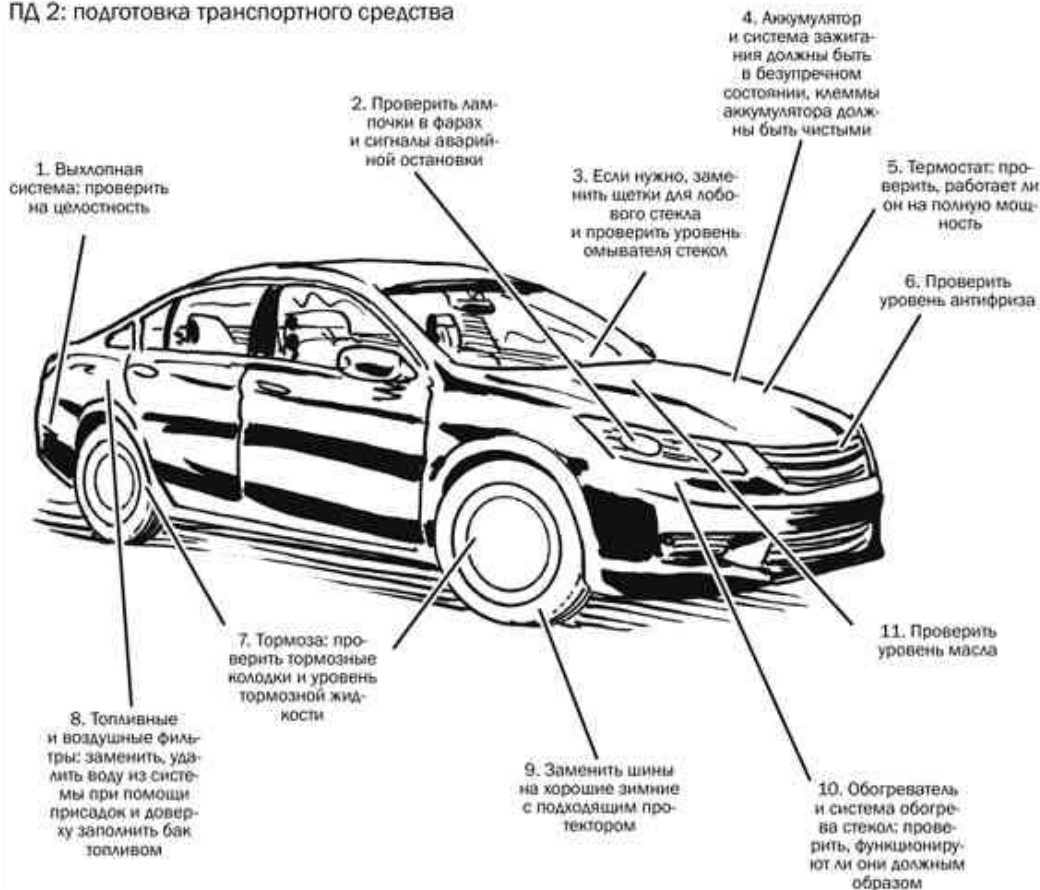 ПД 2: подготовка транспортного средства
1. Выхлопная
система: проверить
на целостность
2. Проверить лам-
почки в фарах
и сигналы аварий-
ной остановки
3. Если нужно, заме-
нить щетки для лобо-
вого стекла
и проверить уровень
омывателя стекол
4. Аккумулятор
и система зажига-
ния должны быть
в безупречном
состоянии, клеммы
аккумулятора долж-
ны быть чистыми
5. Термостат: про-
верить, работает ли
он на полную мощ-
ность
6. Проверить
уровень антифриза
7. Тормоза: про-
верить тормозные
колодки и уровень
тормозной жид-
кости
8. Топливные
и воздушные филь-
тры: заменить, уда-
лить воду из систе-
мы при помощи
присадок и довер-
ху заполнить бак
топливом
9. Заменить шины
на хорошие зимние
с подходящим про-
тектором
10. Обогреватель
и система обогре-
ва стекол: прове-
рить, функциониру-
ют ли они должным
образом
11. Проверить
уровень масла